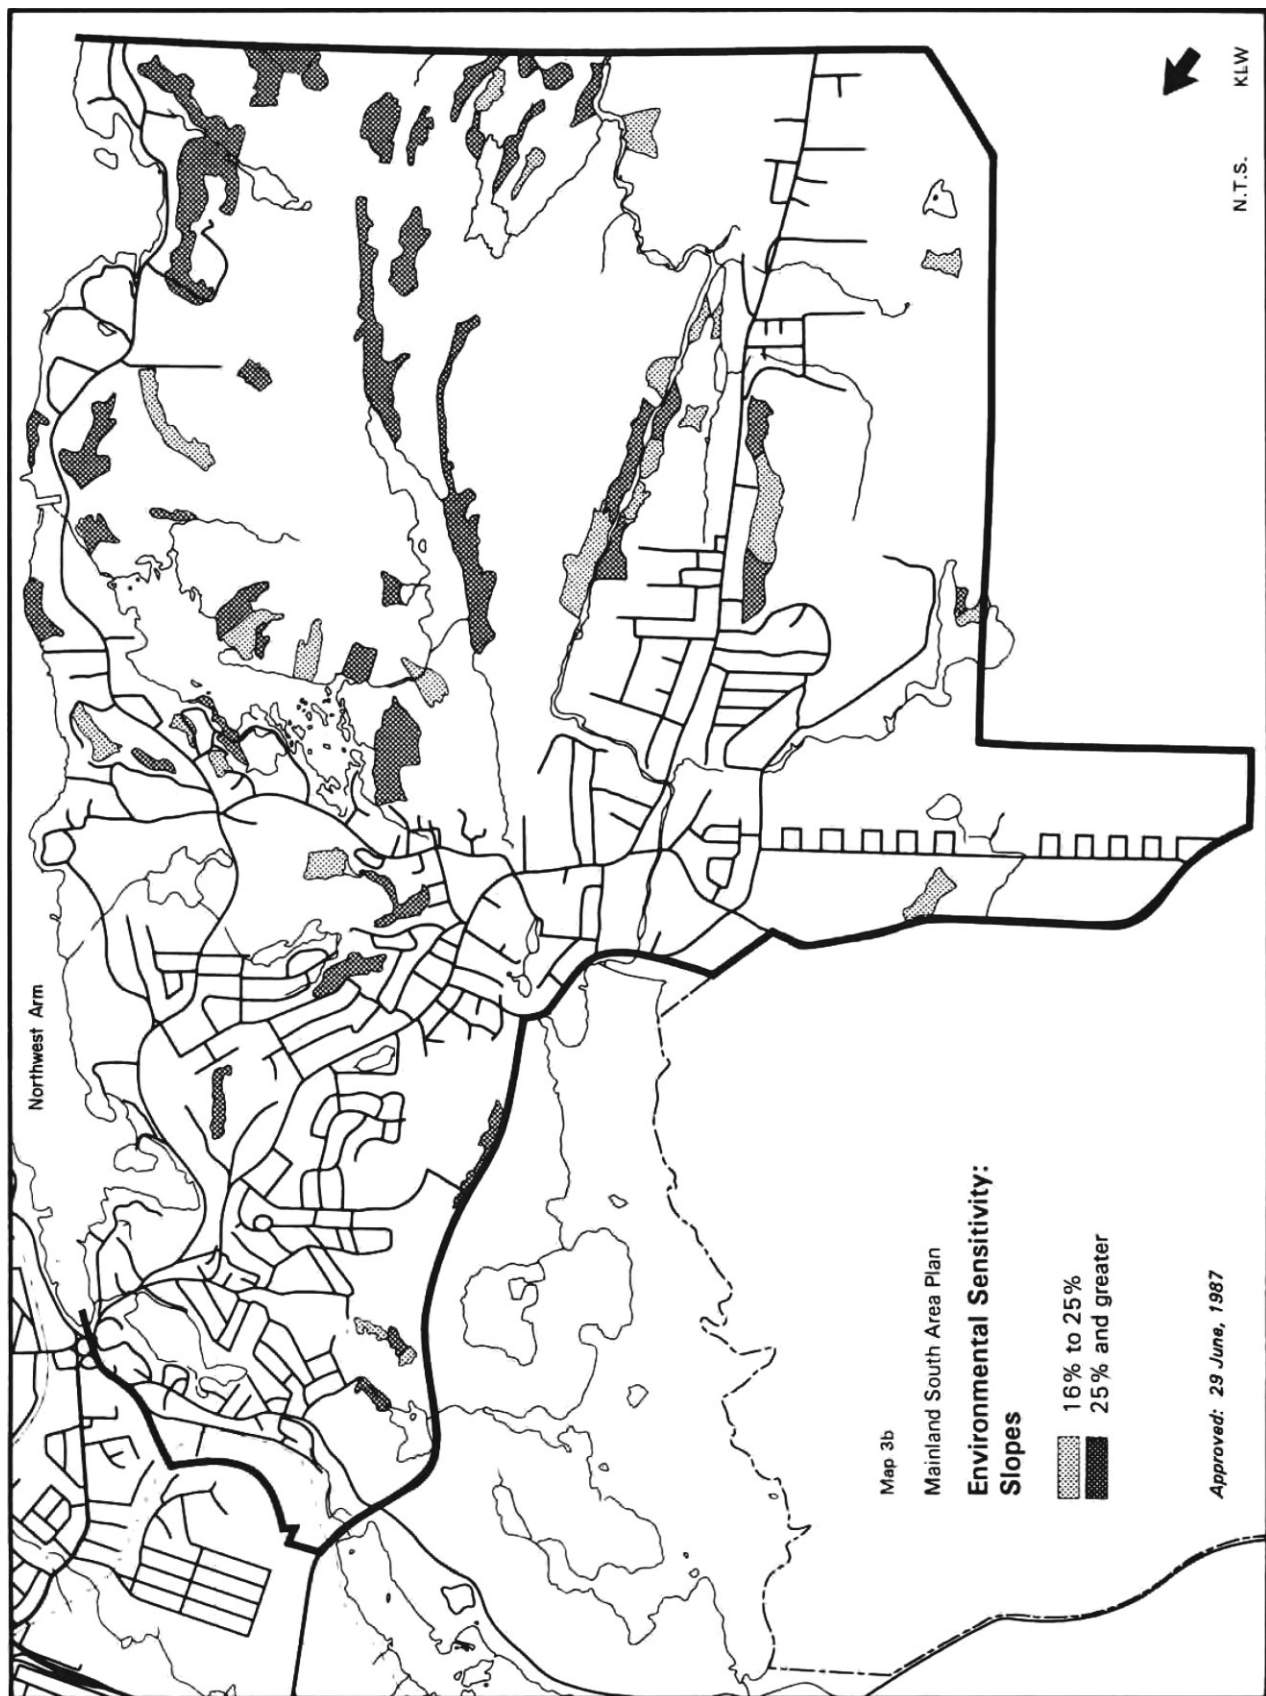 Northwest Arm
Map 3b
Mainland South Area Plan
Environmental Sensitivity:
Slopes
16% to 25%
25% and greater
Approved: 29 June, 1987
N.T.S. KLW